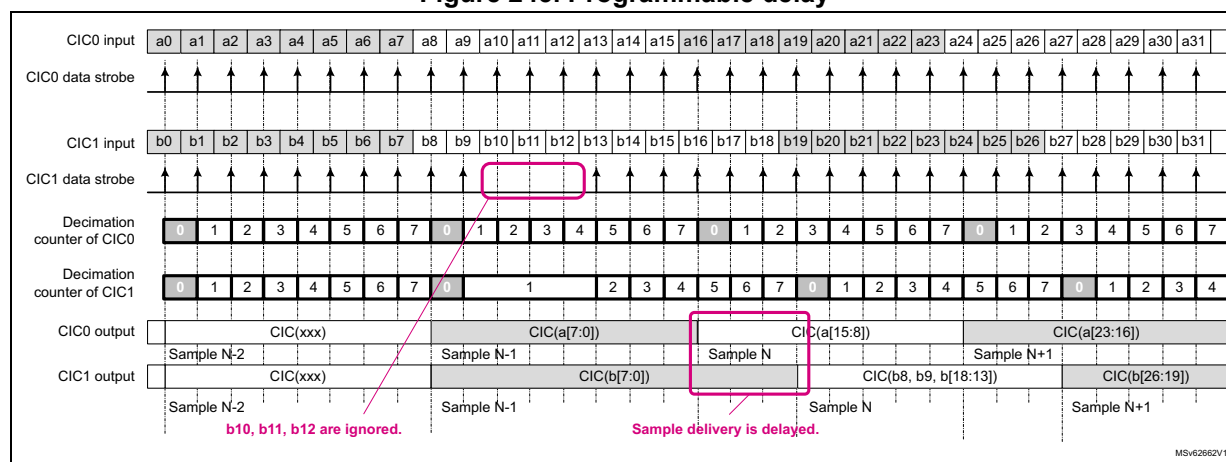 Figure 245. Programmable delay
CIC0 input a0 a1 a2 a3 a4 a5 a6 a7 a8 a9 a10 a11 a12 a13 a14 a15 a16 a17 a18 a19 a20 a21 a22 a23 a24 a25 a26 a27 a28 a29 a30 a31
CIC0 data strobe
CIC1 input b0 b1 b2 b3 b4 b5 b6 b7 b8 b9 b10 b11 b12 b13 b14 b15 b16 b17 b18 b19 b20 b21 b22 b23 b24 b25 b26 b27 b28 b29 b30 b31
CIC1 data strobe
Decimation
counter of CIC0 0 1 2 3 4 5 6 7 0 1 2 3 4 5 6 7 0 1 2 3 4 5 6 7 0 1 2 3 4 5 6 7
Decimation
counter of CIC1 0 1 2 3 4 5 6 7 0 1 2 3 4 5 6 7 0 1 2 3 4 5 6 7 0 1 2 3 4
CIC0 output CIC(xxx) CIC(a[7:0]) CIC(a[15:8]) CIC(a[23:16])
Sample N-2 Sample N-1 Sample N Sample N+1
CIC1 output CIC(xxx) CIC(b[7:0]) CIC(b8, b9, b[18:13]) CIC(b[26:19])
Sample N-2 Sample N-1 Sample N Sample N+1
b10, b11, b12 are ignored. Sample delivery is delayed.
MSv62662V1